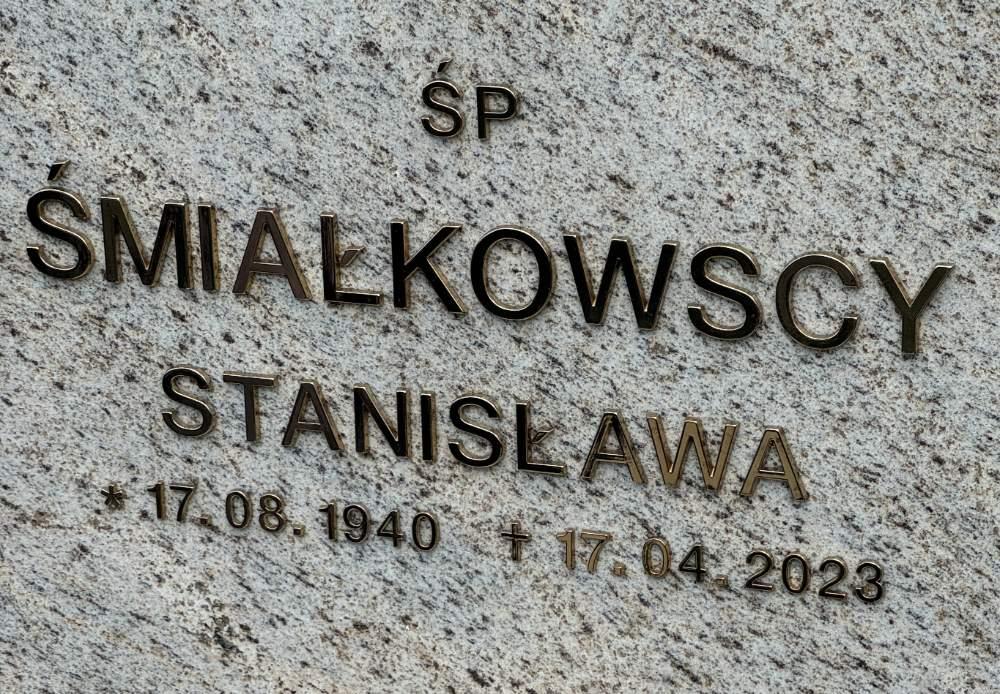 ŚP
ŚMIAŁKOWSCY
STANISŁAWA
* 17.08.1940 † 17.04.2023